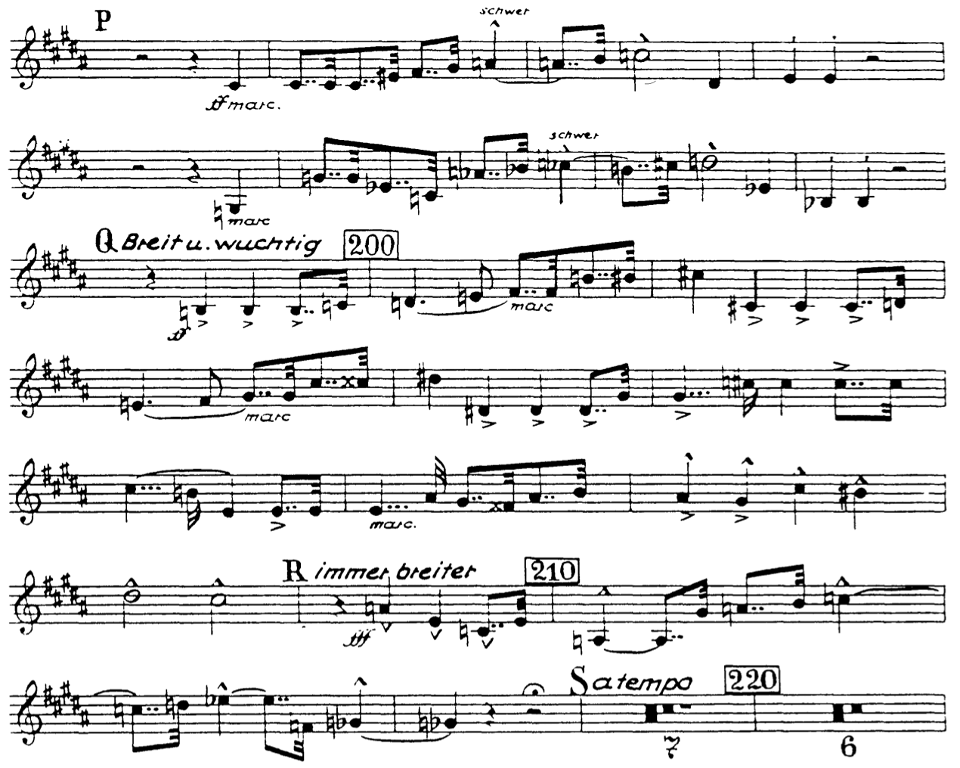 P
schwer
ff marc.
schwer
marc
Q Breit u. wuchtig 200
ff marc
marc
marc.
R immer breiter 210
fff
S a tempo 220
7 6